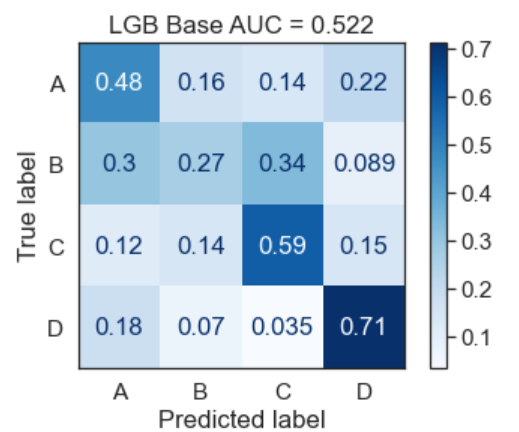 LGB Base AUC = 0.522
True label
A 0.48 0.16 0.14 0.22
B 0.3 0.27 0.34 0.089
C 0.12 0.14 0.59 0.15
D 0.18 0.07 0.035 0.71
A B C D
Predicted label
0.7
0.6
0.5
0.4
0.3
0.2
0.1